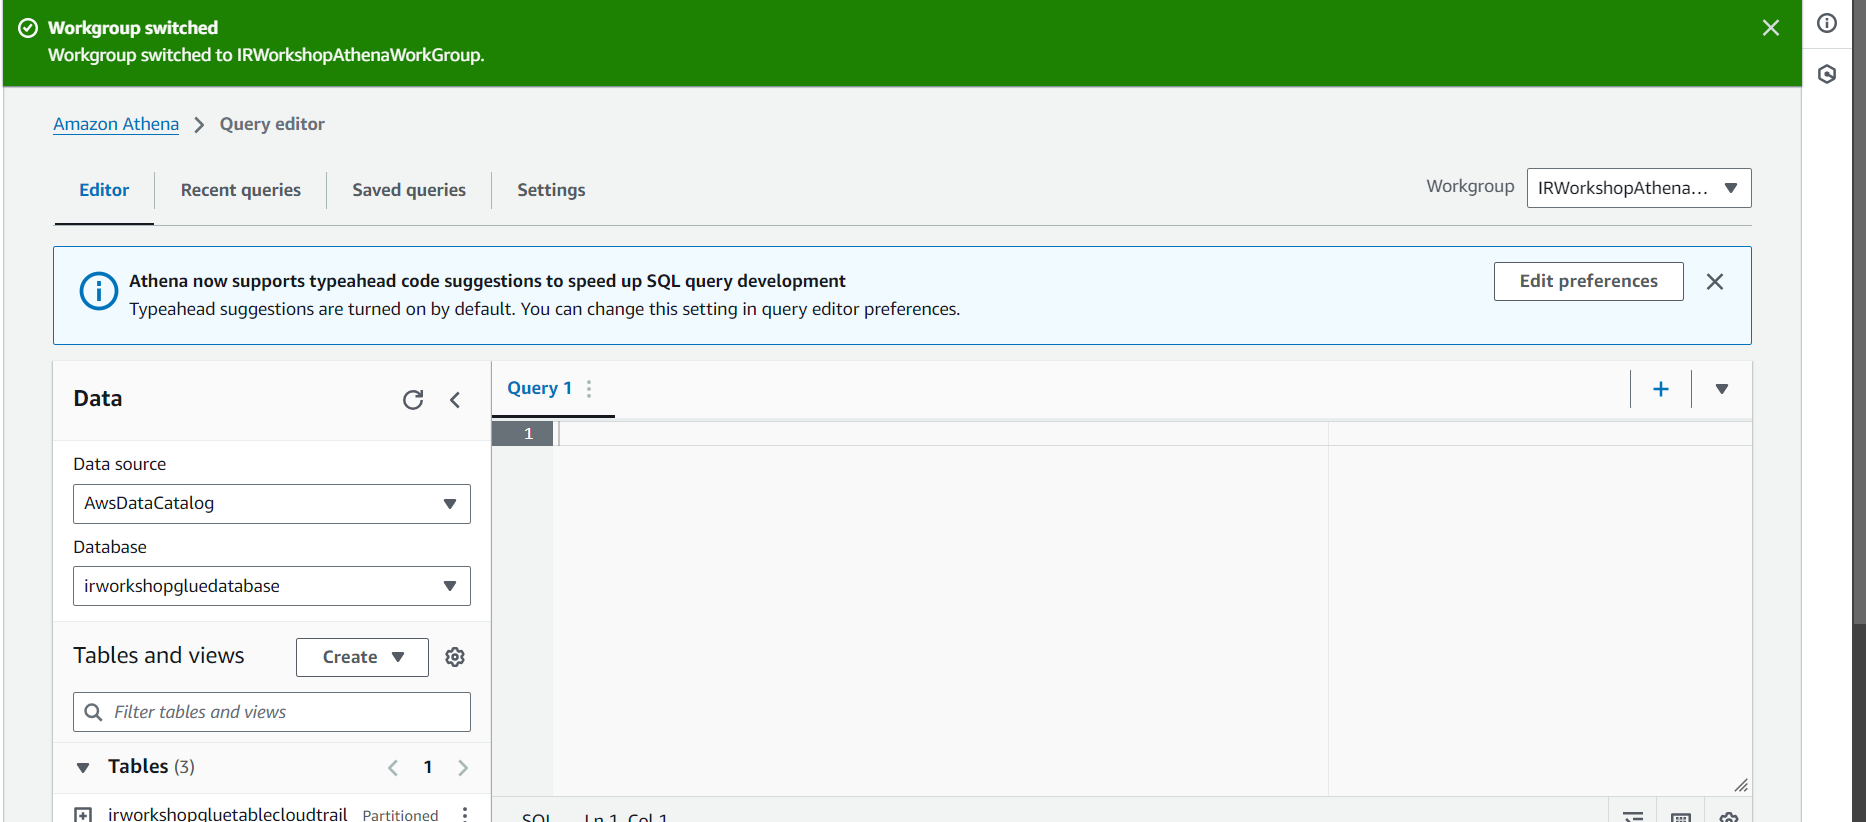 Workgroup switched
Workgroup switched to IRWorkshopAthenaWorkGroup.
Amazon Athena > Query editor
Editor
Recent queries
Saved queries
Settings
Workgroup
IRWorkshopAthena...
Athena now supports typeahead code suggestions to speed up SQL query development
Typeahead suggestions are turned on by default. You can change this setting in query editor preferences.
Edit preferences
Data
Data source
AwsDataCatalog
Database
irworkshopgluedatabase
Tables and views
Create
Filter tables and views
Tables (3)
1
irworkshopgluetablecloudtrail Partitioned
Query 1
1
SQL Ln 1, Col 1